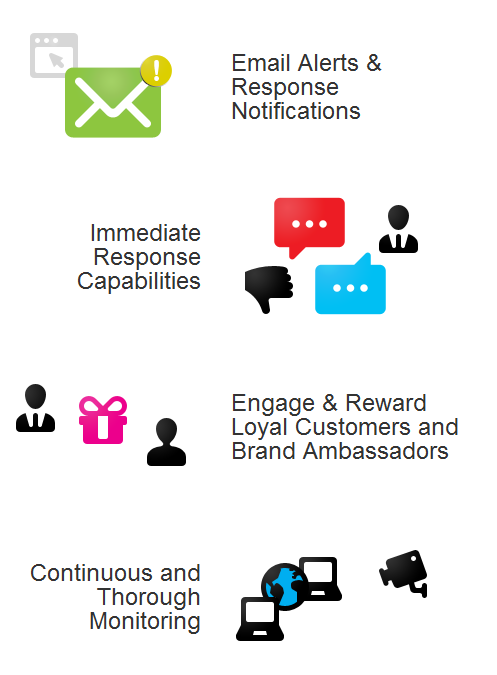 Email Alerts &
Response
Notifications
Immediate
Response
Capabilities
Engage & Reward
Loyal Customers and
Brand Ambassadors
Continuous and
Thorough
Monitoring